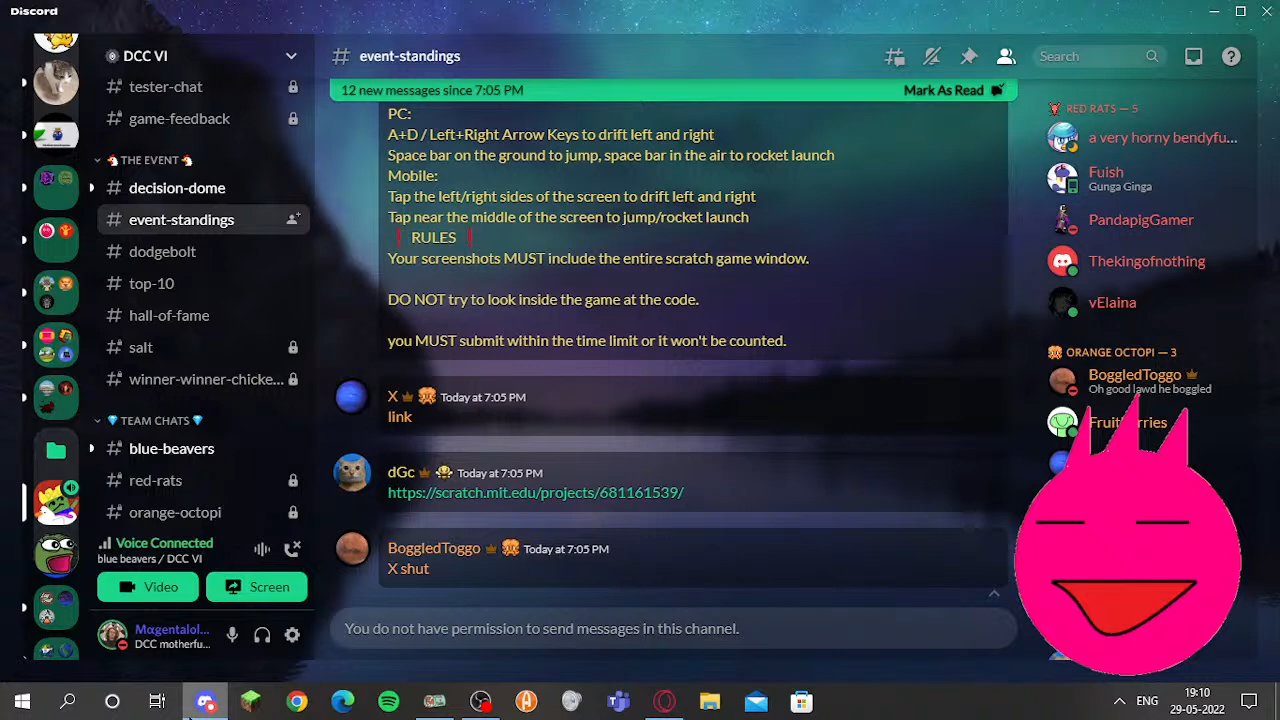 Discord
DCC VI
tester-chat
game-feedback
THE EVENT
decision-dome
event-standings
dodgebolt
top-10
hall-of-fame
salt
winner-winner-chicke...
TEAM CHATS
blue-beavers
red-rats
orange-octopi
Voice Connected
blue beavers / DCC VI
Video
Screen
Mαgentalol...
DCC motherfu...
# event-standings
Search
12 new messages since 7:05 PM
Mark As Read
PC:
A+D / Left+Right Arrow Keys to drift left and right
Space bar on the ground to jump, space bar in the air to rocket launch
Mobile:
Tap the left/right sides of the screen to drift left and right
Tap near the middle of the screen to jump/rocket launch
❗ RULES ❗
Your screenshots MUST include the entire scratch game window.
DO NOT try to look inside the game at the code.
you MUST submit within the time limit or it won't be counted.
X Today at 7:05 PM
link
dGc Today at 7:05 PM
https://scratch.mit.edu/projects/681161539/
BoggledToggo Today at 7:05 PM
X shut
You do not have permission to send messages in this channel.
RED RATS — 5
a very horny bendyfu...
Fuish
Gunga Ginga
PandapigGamer
Thekingofnothing
vElaina
ORANGE OCTOPI — 3
BoggledToggo
Oh good lawd he boggled
ENG
19:10
29-05-2022